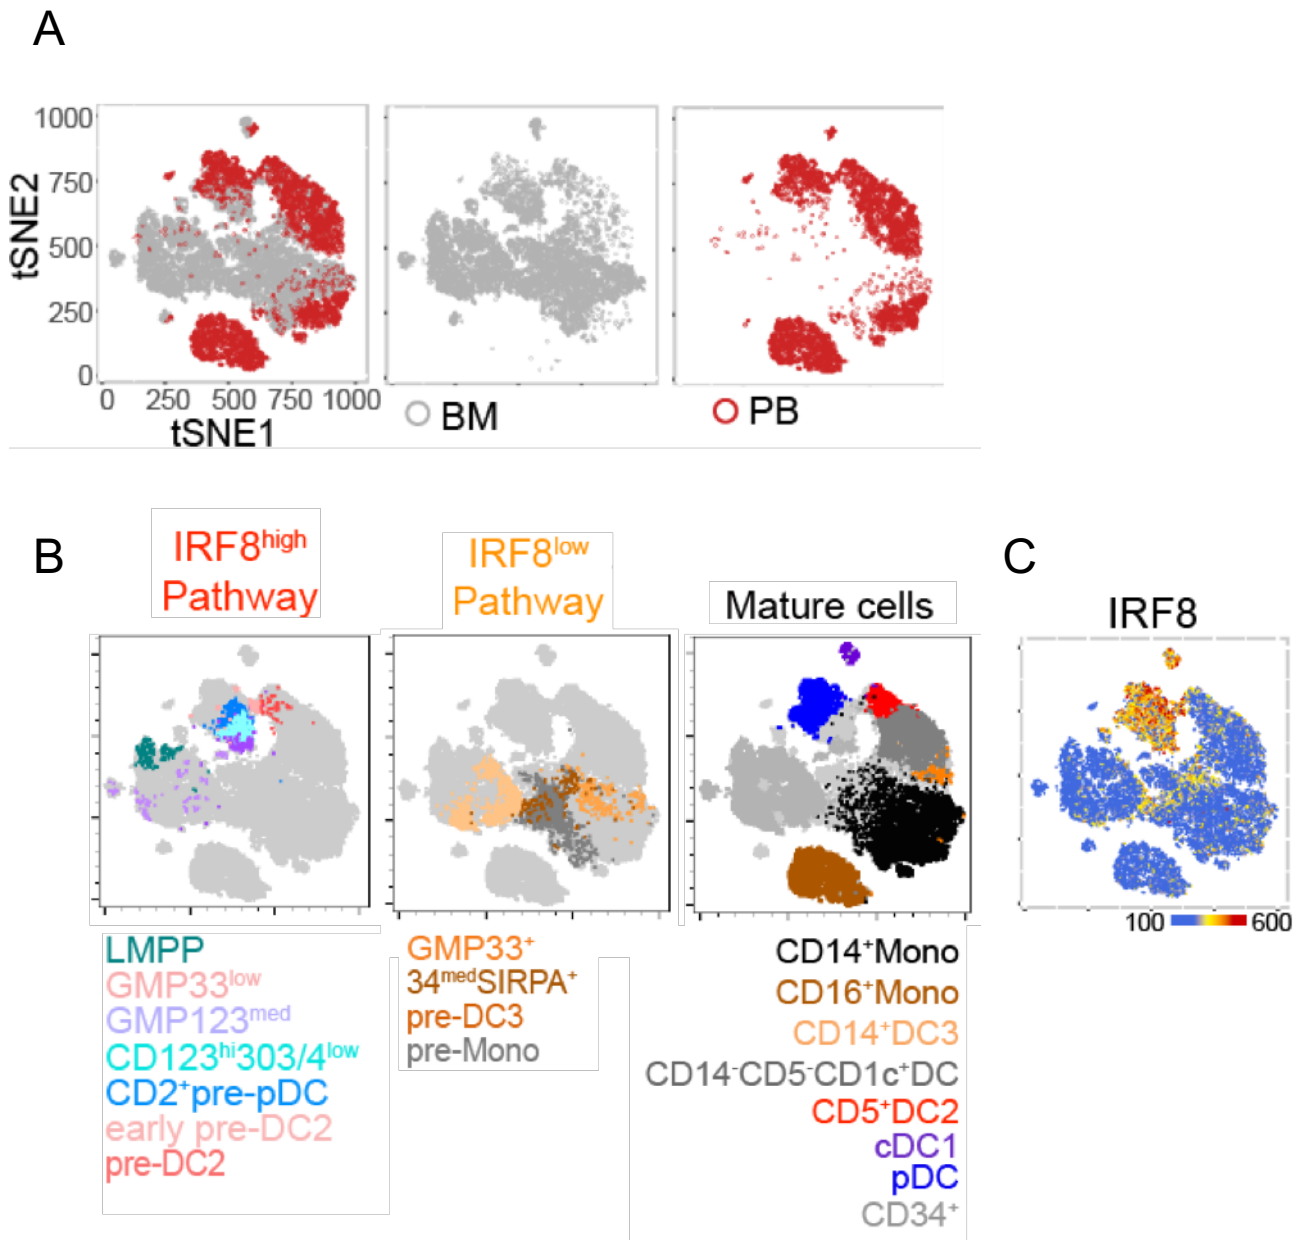 A
1000
750
500
250
0
tSNE2
0 250 500 750 1000
tSNE1
BM
PB
B
IRF8high
Pathway
IRF8low
Pathway
Mature cells
C
IRF8
100 600
LMPP
GMP33low
GMP123med
CD123hi303/4low
CD2+pre-pDC
early pre-DC2
pre-DC2
GMP33+
34medSIRPA+
pre-DC3
pre-Mono
CD14+Mono
CD16+Mono
CD14+DC3
CD14-CD5-CD1c+DC
CD5+DC2
cDC1
pDC
CD34+